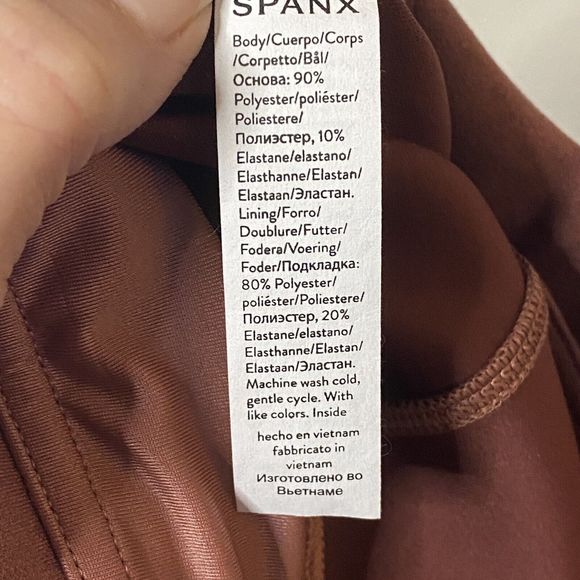 SPANX
Body/Cuerpo/Corps
/Corpetto/Bål/
Основа: 90%
Polyester/poliéster/
Poliestere/
Полиэстер, 10%
Elastane/elastano/
Elasthanne/Elastan/
Elastaan/Эластан.
Lining/Forro/
Doublure/Futter/
Fodera/Voering/
Foder/Подкладка:
80% Polyester/
poliéster/Poliestere/
Полиэстер, 20%
Elastane/elastano/
Elasthanne/Elastan/
Elastaan/Эластан.
Machine wash cold,
gentle cycle. With
like colors. Inside
hecho en vietnam
fabbricato in
vietnam
Изготовлено во
Вьетнаме